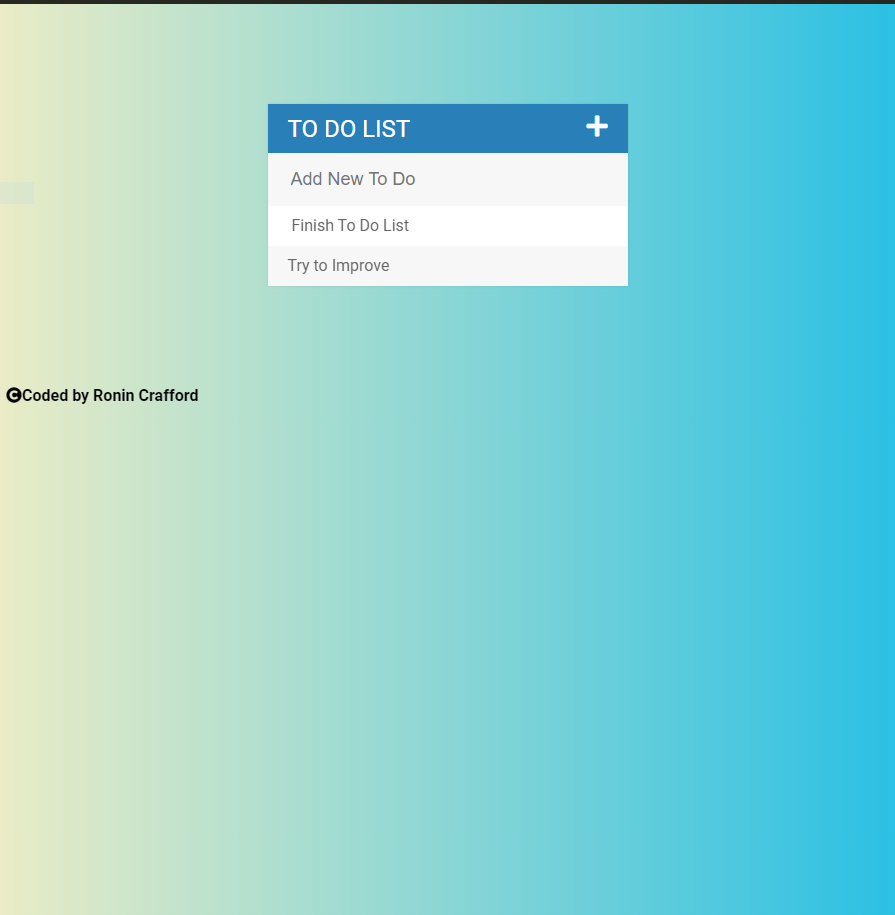 TO DO LIST
Add New To Do
Finish To Do List
Try to Improve
Coded by Ronin Crafford